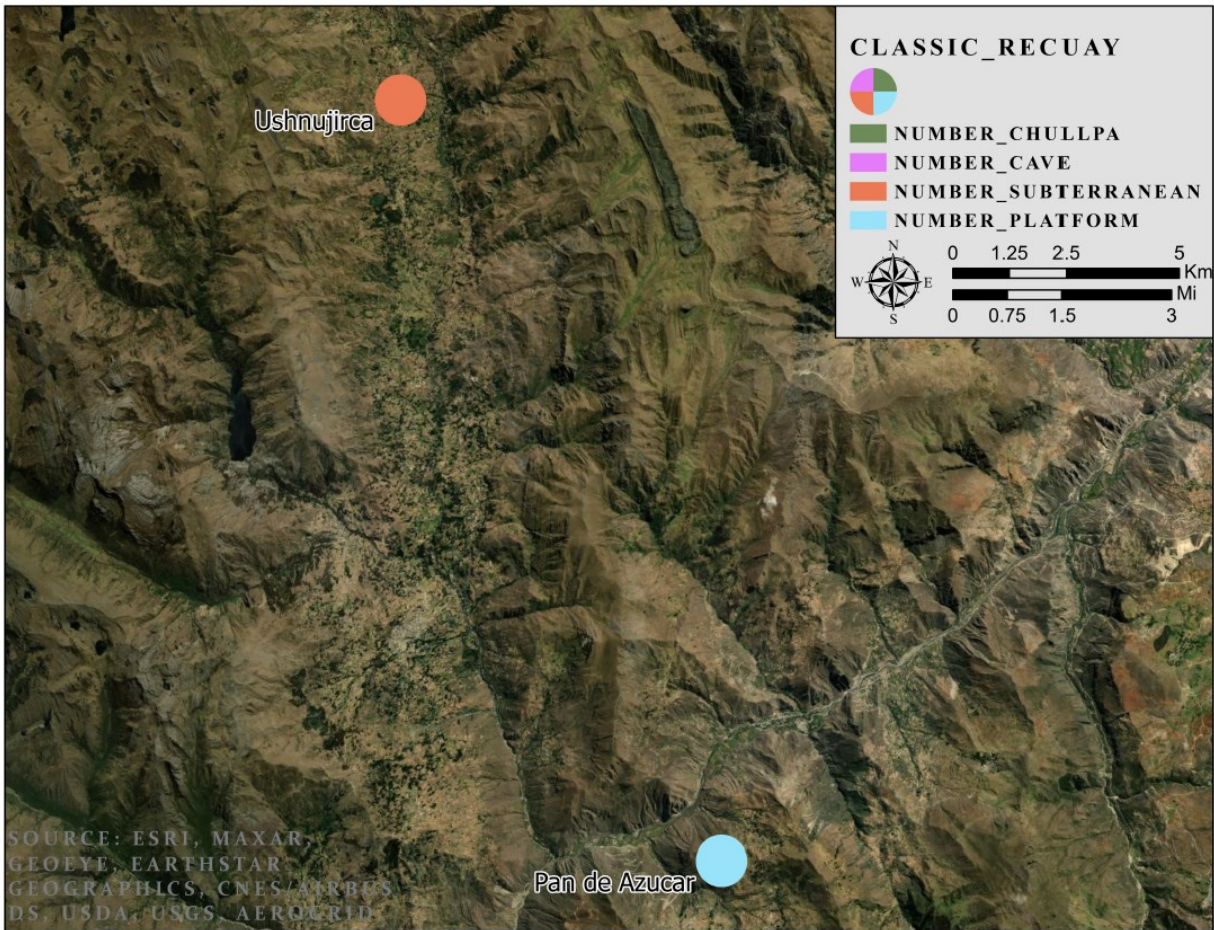 Ushnujirca
CLASSIC_RECUAY
NUMBER_CHULLPA
NUMBER_CAVE
NUMBER_SUBTERRANEAN
NUMBER_PLATFORM
N
W E
S
0 1.25 2.5 5
Km
Mi
0 0.75 1.5 3
Pan de Azucar
SOURCE: ESRI, MAXAR,
GEOEYE, EARTHSTAR
GEOGRAPHICS, CNES/AIRBUS
DS, USDA, USGS, AEROGRID